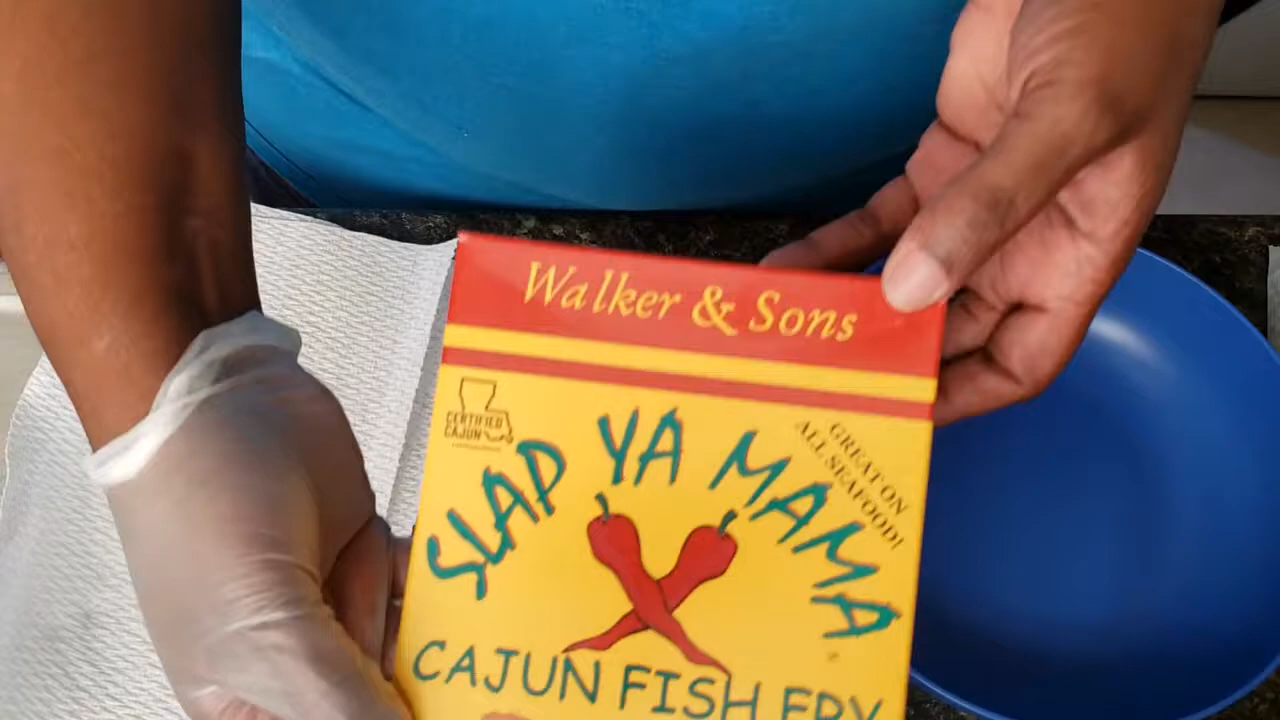 Walker & Sons
CERTIFIED
CAJUN
GREAT ON
ALL SEAFOOD!
SLAP YA MAMA
CAJUN FISH FRY